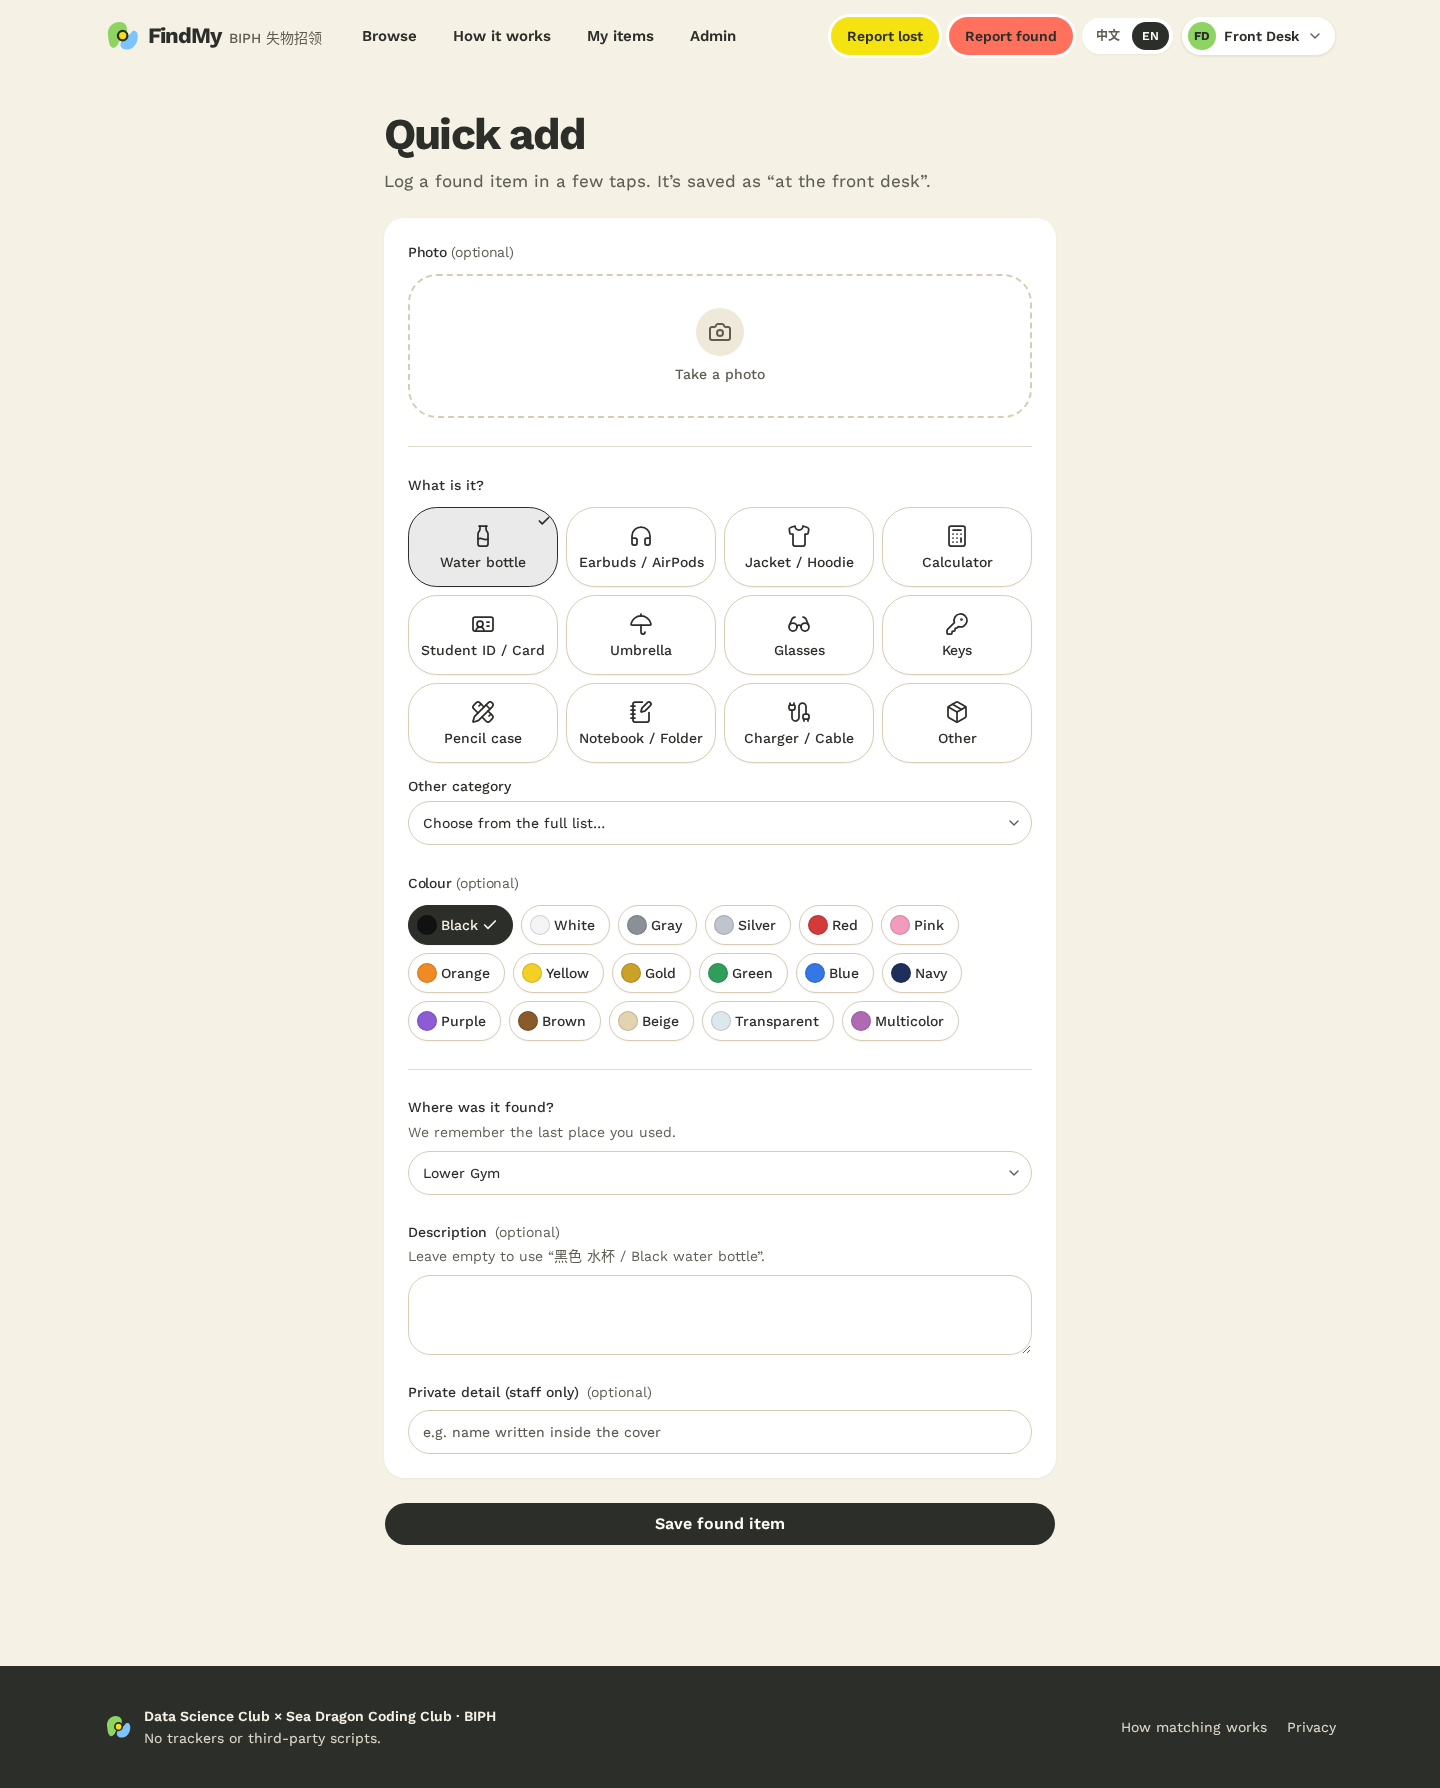 FindMy BIPH 失物招领 Browse How it works My items Admin Report lost Report found 中文 EN FD Front Desk
Quick add
Log a found item in a few taps. It’s saved as “at the front desk”.
Photo (optional)
Take a photo
What is it?
Water bottle Earbuds / AirPods Jacket / Hoodie Calculator
Student ID / Card Umbrella Glasses Keys
Pencil case Notebook / Folder Charger / Cable Other
Other category
Choose from the full list...
Colour (optional)
Black White Gray Silver Red Pink
Orange Yellow Gold Green Blue Navy
Purple Brown Beige Transparent Multicolor
Where was it found?
We remember the last place you used.
Lower Gym
Description (optional)
Leave empty to use “黑色 水杯 / Black water bottle”.
Private detail (staff only) (optional)
e.g. name written inside the cover
Save found item
Data Science Club × Sea Dragon Coding Club · BIPH
No trackers or third-party scripts.
How matching works Privacy